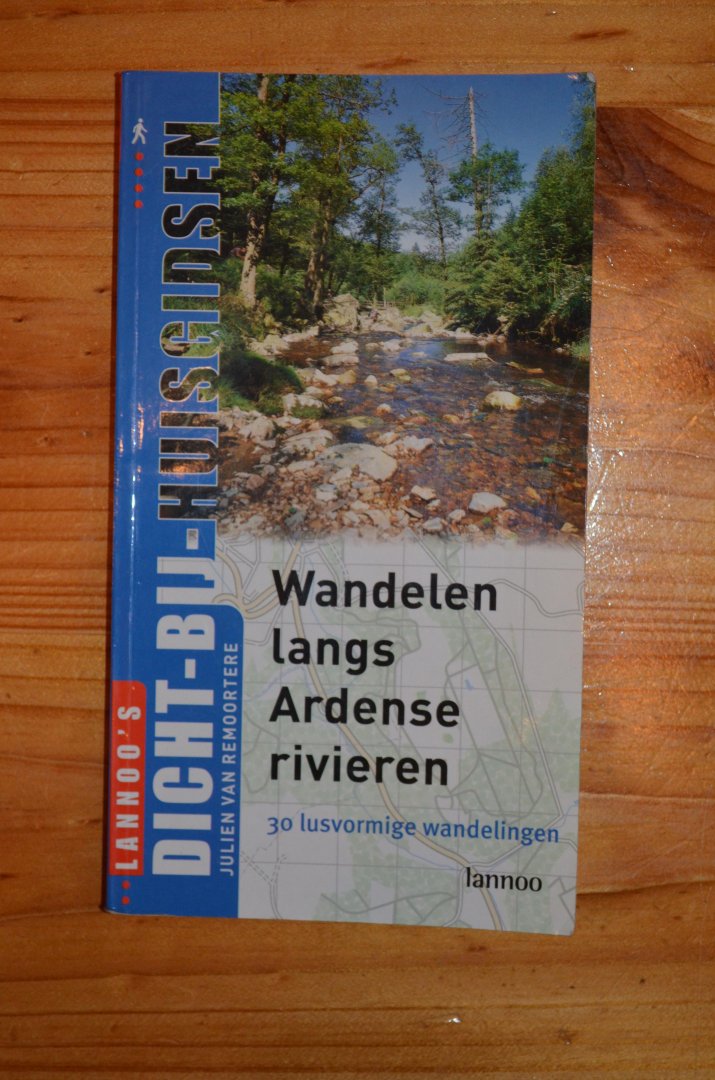 LANNOO'S
DICHT-BIJ-HUISGIDSEN
JULIEN VAN REMOORTERE
Wandelen
langs
Ardense
rivieren
30 lusvormige wandelingen
lannoo